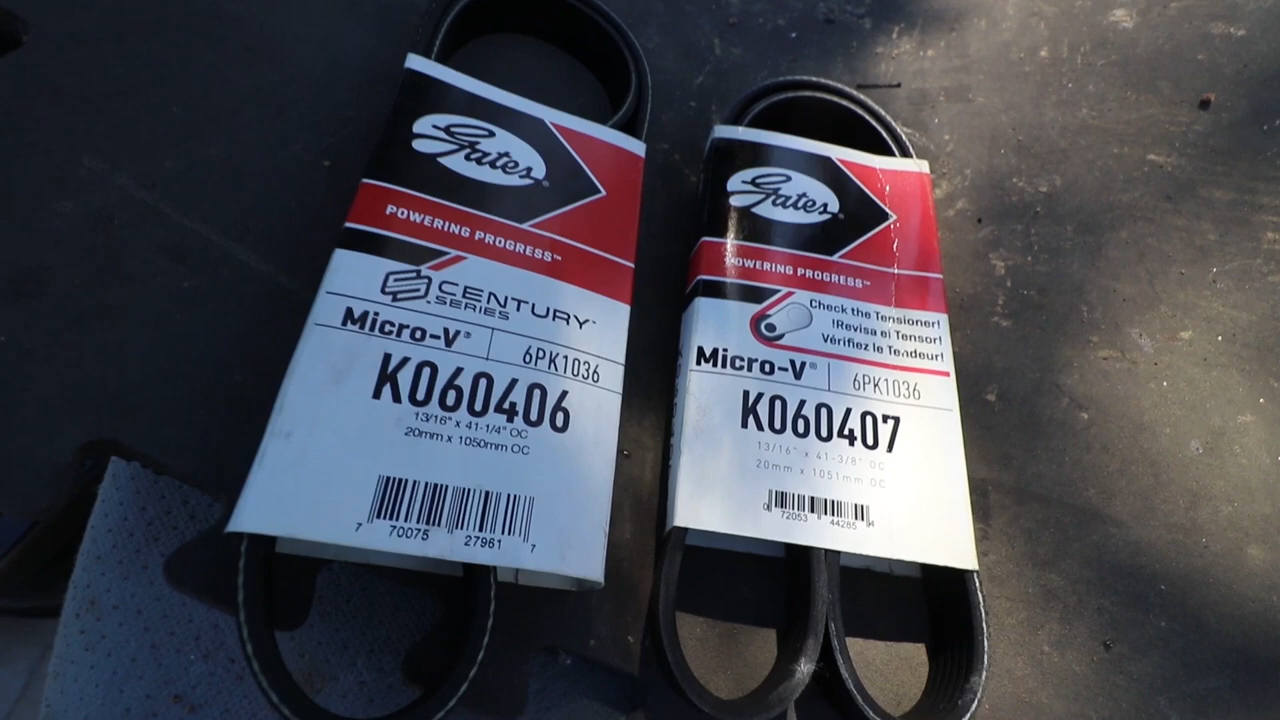 Gates
POWERING PROGRESS™
CENTURY™
SERIES
Micro-V® 6PK1036
K060406
13/16" x 41-1/4" OC
20mm x 1050mm OC
7 70075 27961 7
Gates
POWERING PROGRESS™
Check the Tensioner!
!Revisa el Tensor!
Vérifiez le Tendeur!
Micro-V® 6PK1036
K060407
13/16" x 41-3/8" OC
20mm x 1051mm OC
0 72053 44285 4